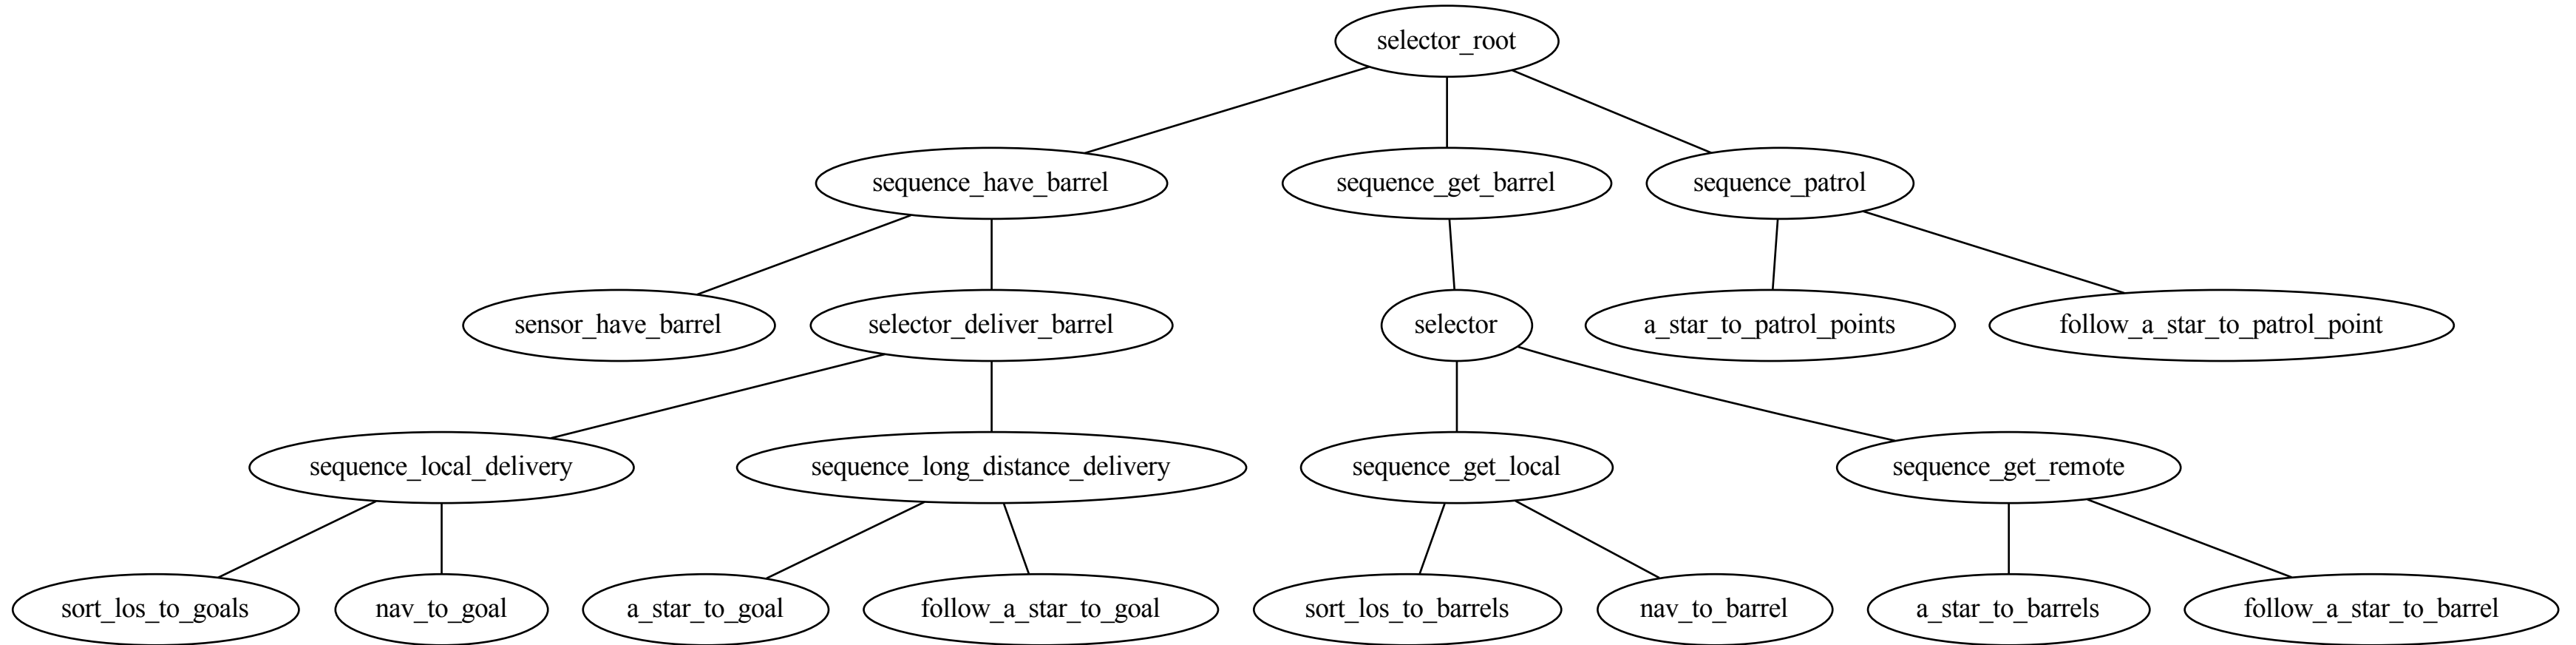 selector_root
sequence_have_barrel
sequence_get_barrel
sequence_patrol
sensor_have_barrel
selector_deliver_barrel
selector
a_star_to_patrol_points
follow_a_star_to_patrol_point
sequence_local_delivery
sequence_long_distance_delivery
sequence_get_local
sequence_get_remote
sort_los_to_goals
nav_to_goal
a_star_to_goal
follow_a_star_to_goal
sort_los_to_barrels
nav_to_barrel
a_star_to_barrels
follow_a_star_to_barrel